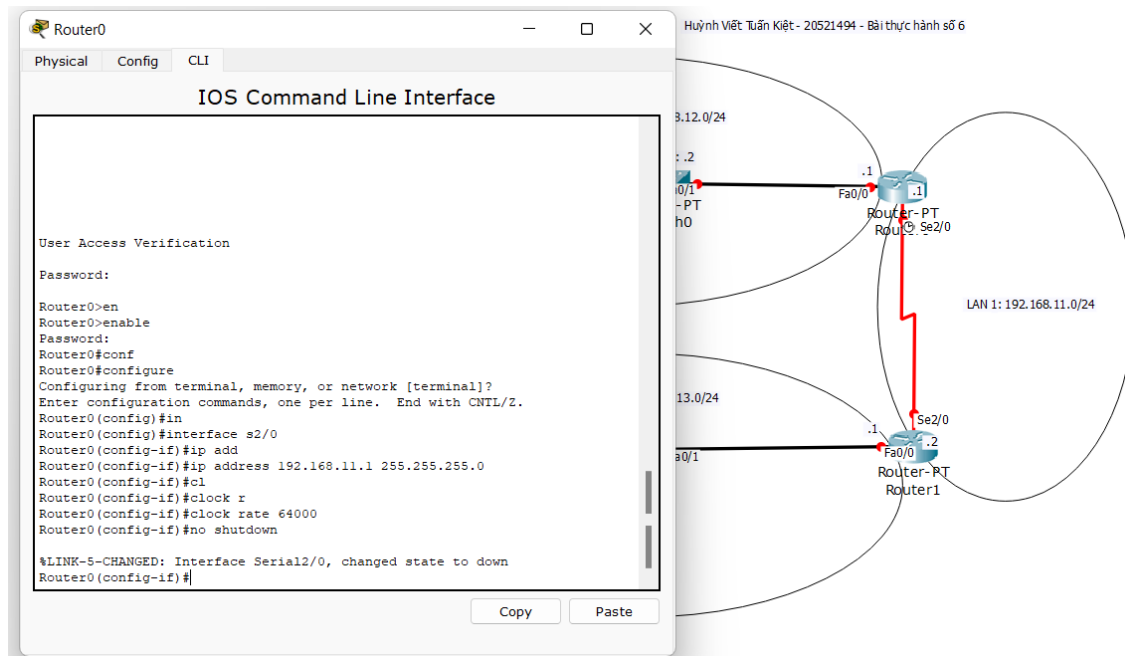 Router0
Physical Config CLI
IOS Command Line Interface
User Access Verification
Password:
Router0>en
Router0>enable
Password:
Router0#conf
Router0#configure
Configuring from terminal, memory, or network [terminal]?
Enter configuration commands, one per line. End with CNTL/Z.
Router0(config)#in
Router0(config)#interface s2/0
Router0(config-if)#ip add
Router0(config-if)#ip address 192.168.11.1 255.255.255.0
Router0(config-if)#cl
Router0(config-if)#clock r
Router0(config-if)#clock rate 64000
Router0(config-if)#no shutdown
%LINK-5-CHANGED: Interface Serial2/0, changed state to down
Router0(config-if)#
Copy Paste
Huỳnh Viết Tuấn Kiệt - 20521494 - Bài thực hành số 6
3.12.0/24
: .2
a0/1
-PT
h0
.1
Fa0/0
.1
Router-PT
Se2/0
LAN 1: 192.168.11.0/24
13.0/24
a0/1
.1
Se2/0
Fa0/0
.2
Router-PT
Router1